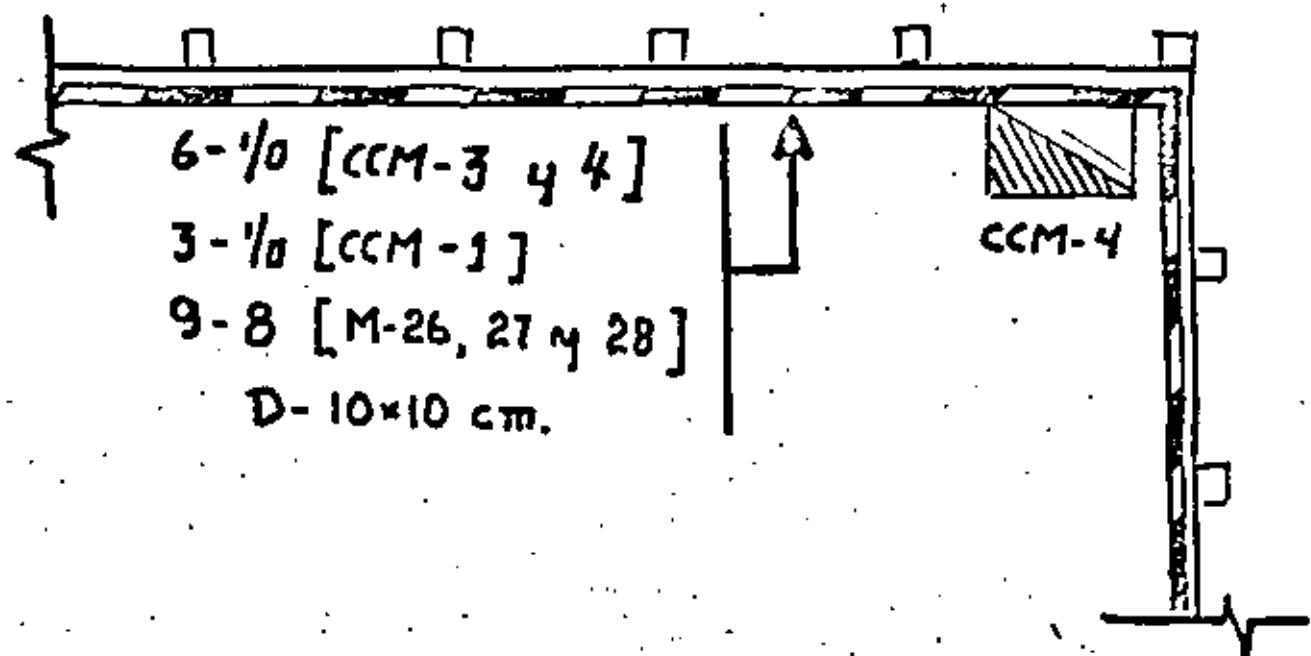 6-1/0 [CCM-3 y 4]
3-1/0 [CCM-1]
9-8 [M-26, 27 y 28]
D-10×10 cm.
CCM-4